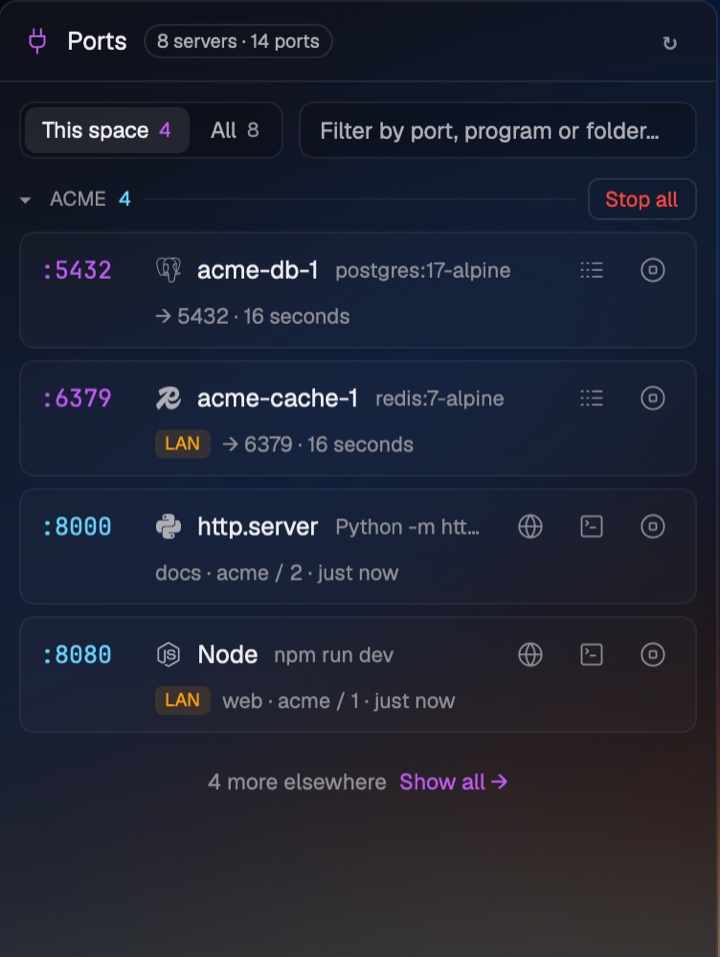 Ports 8 servers · 14 ports ↻
This space 4 All 8 Filter by port, program or folder...
ACME 4 Stop all
:5432 acme-db-1 postgres:17-alpine
→ 5432 · 16 seconds
:6379 acme-cache-1 redis:7-alpine
LAN → 6379 · 16 seconds
:8000 http.server Python -m htt...
docs · acme / 2 · just now
:8080 JS Node npm run dev
LAN web · acme / 1 · just now
4 more elsewhere Show all →